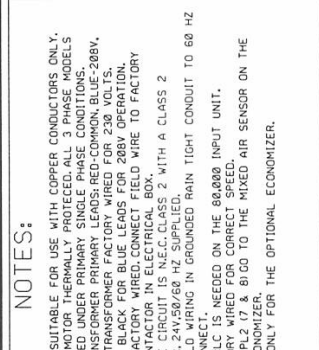 NOTES:
SUITABLE FOR USE WITH COPPER CONDUCTORS ONLY.
MOTOR THERMALLY PROTECED. ALL 3 PHASE MODELS
ED UNDER PRIMARY SINGLE PHASE CONDITIONS.
NSFORMER PRIMARY LEADS: RED-COMMON, BLUE-208V,
TRANSFORMER FACTORY WIRED FOR 230 VOLTS.
BLACK FOR BLUE LEADS FOR 208V OPERATION.
ACTORY WIRED. CONNECT FIELD WIRE TO FACTORY
NTACTOR IN ELECTRICAL BOX.
CIRCUIT IS N.E.C. CLASS 2 WITH A CLASS 2
, 24V, 50/60 HZ SUPPLIED.
LD WIRING IN GROUNDED RAIN TIGHT CONDUIT TO 60 HZ
NNECT.
LC IS NEEDED ON THE 80,000 INPUT UNIT.
RY WIRED FOR CORRECT SPEED.
PL2 (7 & 8) GO TO THE MIXED AIR SENSOR ON THE
ONOMIZER.
ONLY FOR THE OPTIONAL ECONOMIZER.